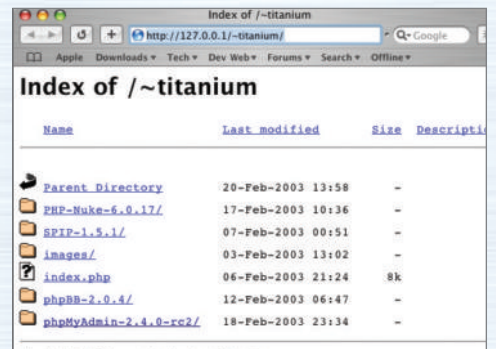 Index of /~titanium
http://127.0.0.1/~titanium/
Google
Apple Downloads Tech Dev Web Forums Search Offline
Index of /~titanium
Name Last modified Size
Parent Directory 20-Feb-2003 13:58 -
PHP-Nuke-6.0.17/ 17-Feb-2003 10:36 -
SPIP-1.5.1/ 07-Feb-2003 00:51 -
images/ 03-Feb-2003 13:02 -
index.php 06-Feb-2003 21:24 8k
phpBB-2.0.4/ 12-Feb-2003 06:47 -
phpMyAdmin-2.4.0-rc2/ 18-Feb-2003 23:34 -